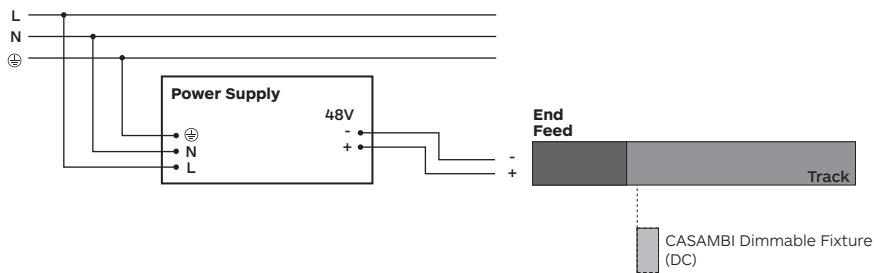 L
N
⏚
Power Supply
48V
-
+
⏚
N
L
End
Feed
-
+
Track
CASAMBI Dimmable Fixture
(DC)